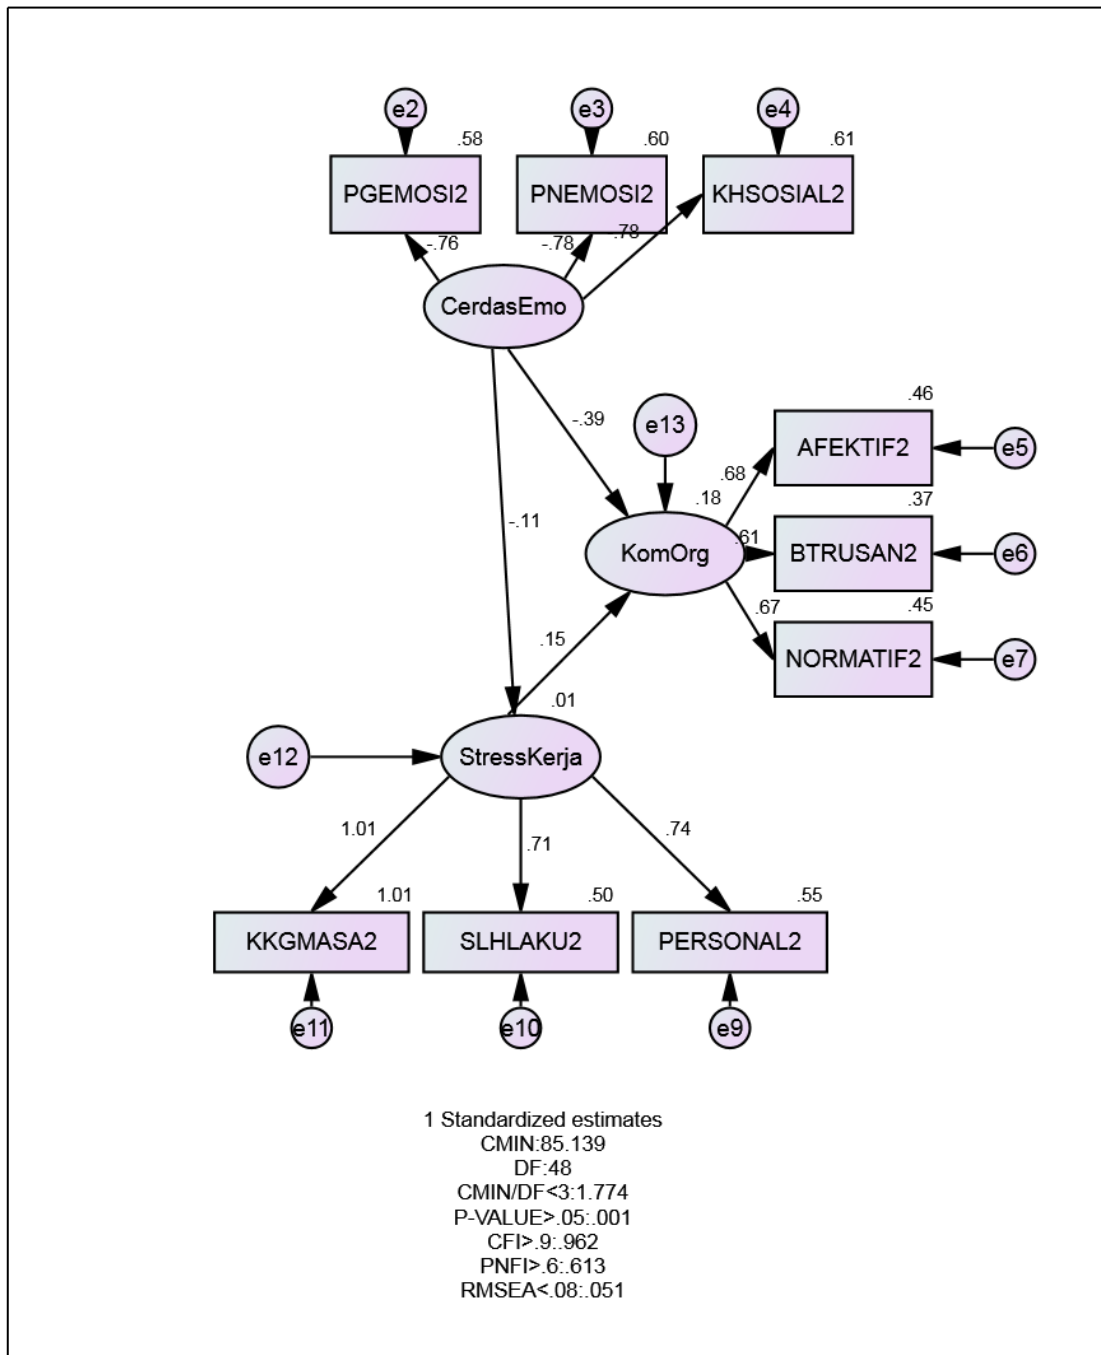 e2
e3
e4
.58
.60
.61
PGEMOSI2
PNEMOSI2
KHSOSIAL2
-.76
-.78
-.78
CerdasEmo
-.39
e13
.46
AFEKTIF2
e5
.68
.18
.37
-.11
KomOrg
.61
BTRUSAN2
e6
.67
.45
.15
NORMATIF2
e7
.01
e12
StressKerja
1.01
.71
.74
1.01
.50
.55
KKGMASA2
SLHLAKU2
PERSONAL2
e11
e10
e9
1 Standardized estimates
CMIN:85.139
DF:48
CMIN/DF<3:1.774
P-VALUE>.05:.001
CFI>.9:.962
PNFI>.6:.613
RMSEA<.08:.051